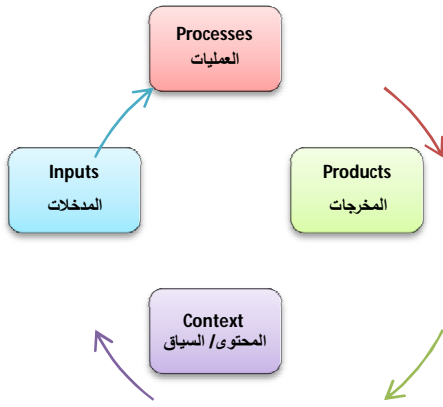 Processes
العمليات
Inputs
المدخلات
Products
المخرجات
Context
المحتوى/ السياق